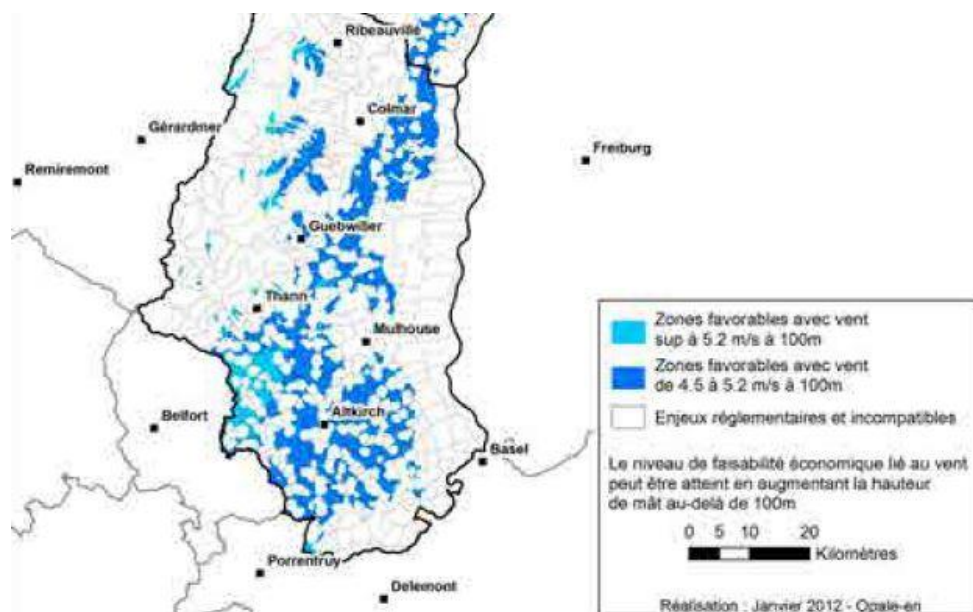 Ribeauvillé
Colmar
Gérardmer
Freiburg
Remiremont
Guebwiller
Thann
Mulhouse
Belfort
Altkirch
Basel
Porrentruy
Delemont
Zones favorables avec vent
sup à 5.2 m/s à 100m
Zones favorables avec vent
de 4.5 à 5.2 m/s à 100m
Enjeux réglementaires et incompatibles
Le niveau de faisabilité économique lié au vent
peut être atteint en augmentant la hauteur
de mât au-delà de 100m
0 5 10 20
Kilomètres
Réalisation : Janvier 2012 - Opale-en